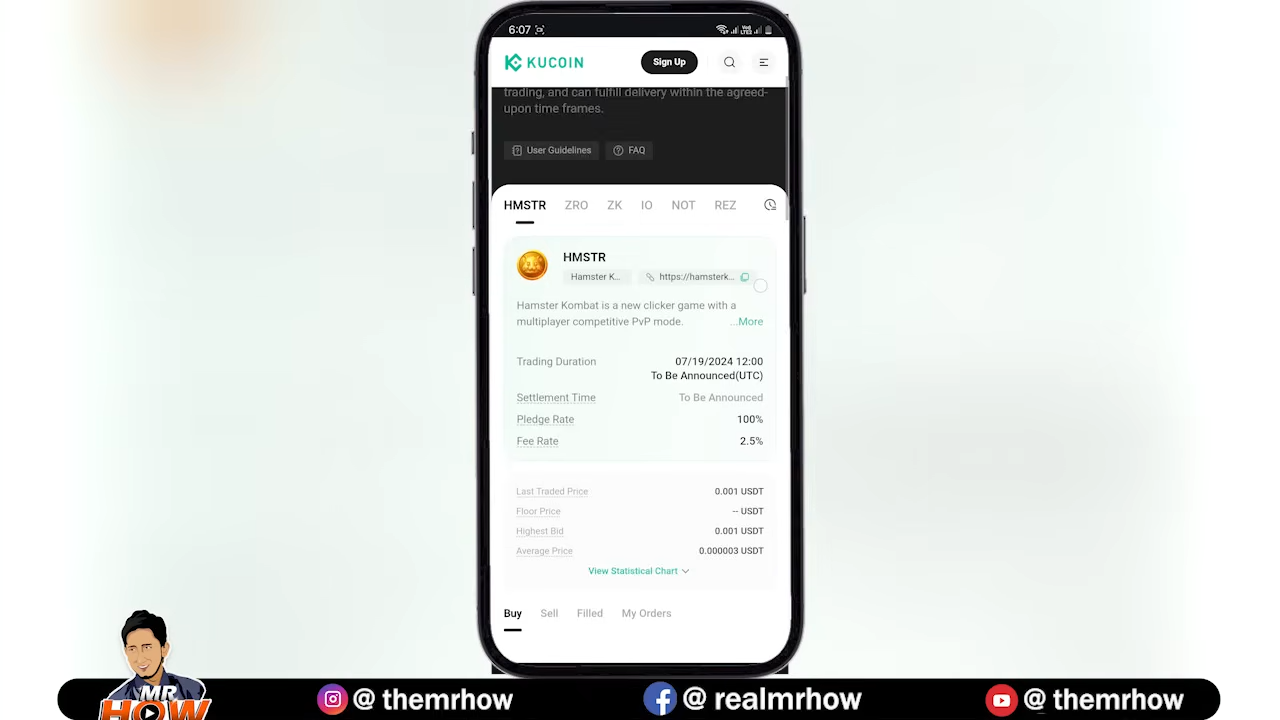 6:07
KUCOIN
Sign Up
trading, and can fulfill delivery within the agreed-
upon time frames.
User Guidelines
FAQ
HMSTR ZRO ZK IO NOT REZ
HMSTR
Hamster K... https://hamsterk...
Hamster Kombat is a new clicker game with a
multiplayer competitive PvP mode. ...More
Trading Duration 07/19/2024 12:00
To Be Announced(UTC)
Settlement Time To Be Announced
Pledge Rate 100%
Fee Rate 2.5%
Last Traded Price 0.001 USDT
Floor Price -- USDT
Highest Bid 0.001 USDT
Average Price 0.000003 USDT
View Statistical Chart
Buy Sell Filled My Orders
MR
HOW
@ themrhow @ realmrhow @ themrhow